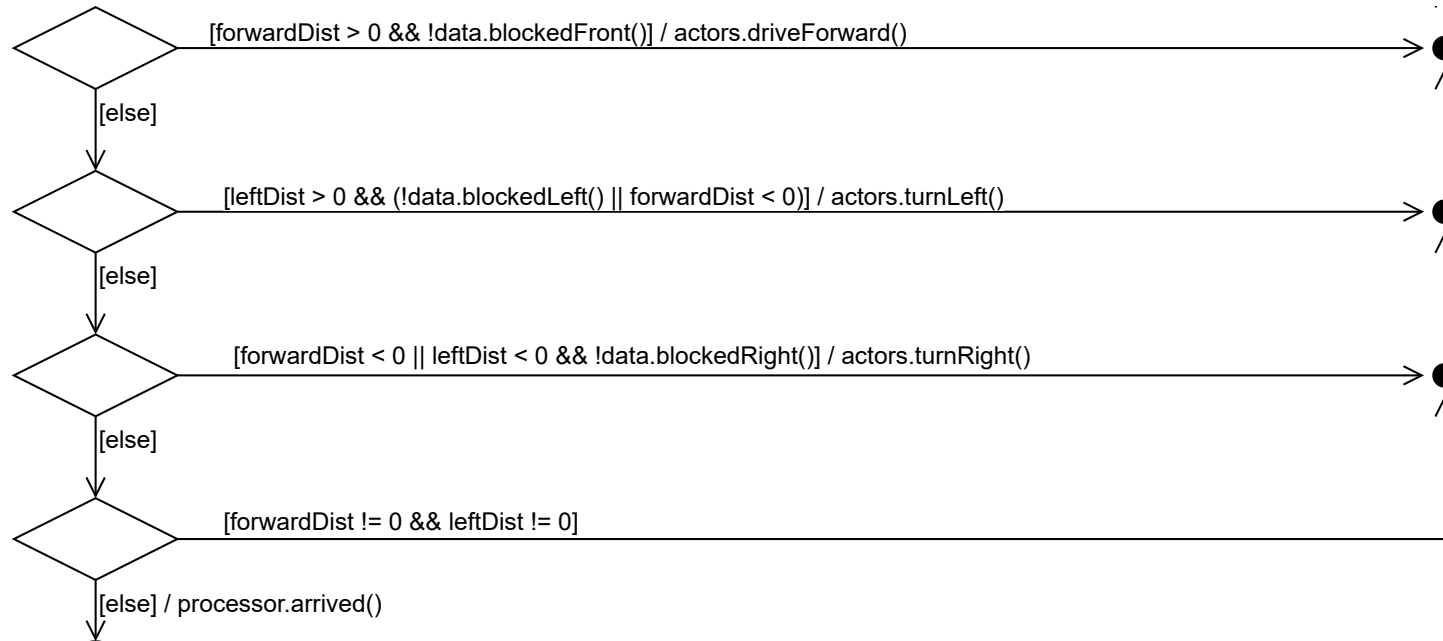 [forwardDist > 0 && !data.blockedFront()] / actors.driveForward()
[else]
[leftDist > 0 && (!data.blockedLeft() || forwardDist < 0)] / actors.turnLeft()
[else]
[forwardDist < 0 || leftDist < 0 && !data.blockedRight()] / actors.turnRight()
[else]
[forwardDist != 0 && leftDist != 0]
[else] / processor.arrived()